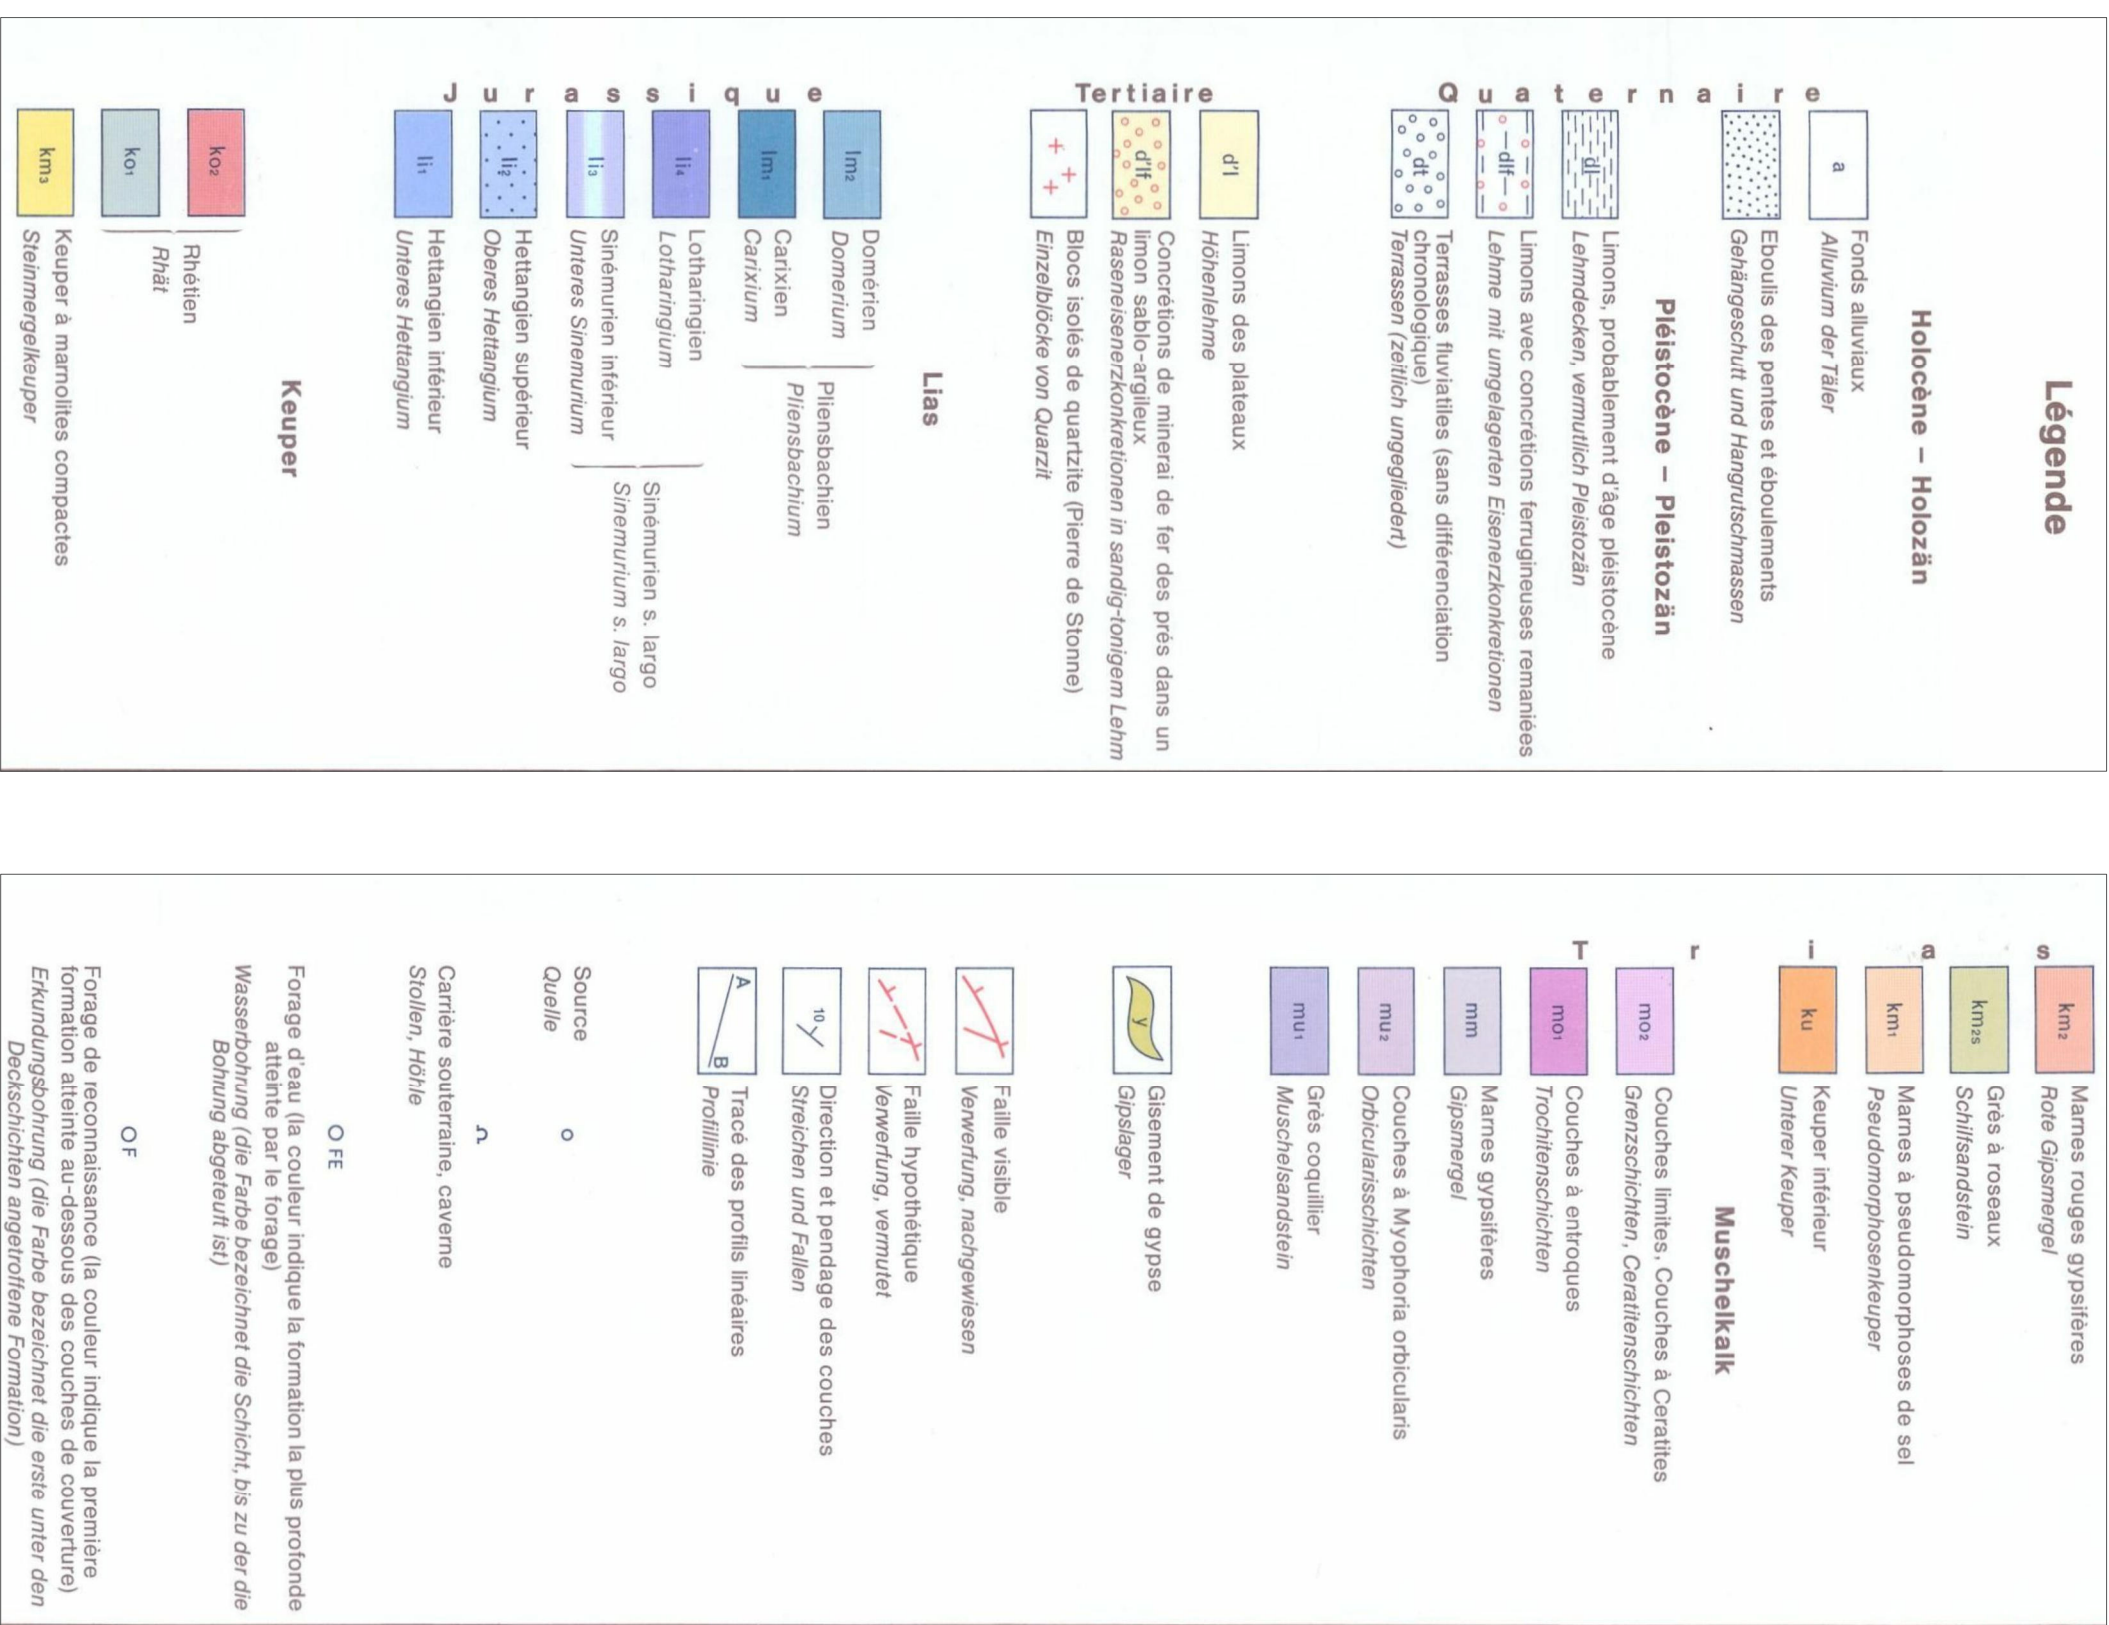 Légende
Holocène – Holozän
Quaternaire
a
Fonds alluviaux
Alluvium der Täler
Eboulis des pentes et éboulements
Gehängeschutt und Hangrutschmassen
Pléistocène – Pleistozän
dl
Limons, probablement d'âge pléistocène
Lehmdecken, vermutlich Pleistozän
dlf
Limons avec concrétions ferrugineuses remaniées
Lehme mit umgelagerten Eisenerzkonkretionen
dt
Terrasses fluviatiles (sans différenciation
chronologique)
Terrassen (zeitlich ungegliedert)
Tertiaire
d'l
Limons des plateaux
Höhenlehme
d'lf
Concrétions de minerai de fer des prés dans un
limon sablo-argileux
Raseneisenerzkonkretionen in sandig-tonigem Lehm
Blocs isolés de quartzite (Pierre de Stonne)
Einzelblöcke von Quarzit
Lias
Jurassique
lm2
Domérien
Domerium
lm1
Carixien
Carixium
Pliensbachien
Pliensbachium
li4
Lotharingien
Lotharingium
li3
Sinémurien inférieur
Unteres Sinemurium
Sinémurien s. largo
Sinemurium s. largo
li2
Hettangien supérieur
Oberes Hettangium
li1
Hettangien inférieur
Unteres Hettangium
Keuper
ko2
ko1
Rhétien
Rhät
km3
Keuper à marnolites compactes
Steinmergelkeuper
Trias
km2
Marnes rouges gypsifères
Rote Gipsmergel
km2s
Grès à roseaux
Schilfsandstein
km1
Marnes à pseudomorphoses de sel
Pseudomorphosenkeuper
ku
Keuper inférieur
Unterer Keuper
Muschelkalk
mo2
Couches limites, Couches à Ceratites
Grenzschichten, Ceratitenschichten
mo1
Couches à entroques
Trochitenschichten
mm
Marnes gypsifères
Gipsmergel
mu2
Couches à Myophoria orbicularis
Orbicularisschichten
mu1
Grès coquillier
Muschelsandstein
y
Gisement de gypse
Gipslager
Faille visible
Verwerfung, nachgewiesen
Faille hypothétique
Verwerfung, vermutet
10
Direction et pendage des couches
Streichen und Fallen
A B
Tracé des profils linéaires
Profillinie
Source
Quelle
Carrière souterraine, caverne
Stollen, Höhle
FE
Forage d'eau (la couleur indique la formation la plus profonde
atteinte par le forage)
Wasserbohrung (die Farbe bezeichnet die Schicht, bis zu der die
Bohrung abgeteuft ist)
F
Forage de reconnaissance (la couleur indique la première
formation atteinte au-dessous des couches de couverture)
Erkundungsbohrung (die Farbe bezeichnet die erste unter den
Deckschichten angetroffene Formation)